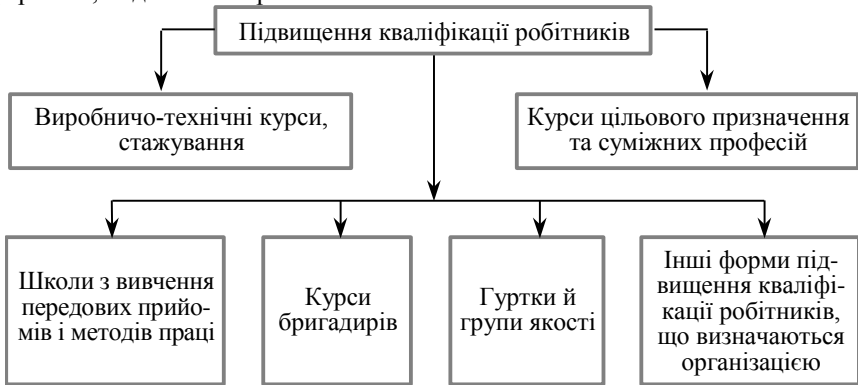 Підвищення кваліфікації робітників
Виробничо-технічні курси,
стажування
Курси цільового призначення
та суміжних професій
Школи з вивчення
передових прийо-
мів і методів праці
Курси
бригадирів
Гуртки й
групи якості
Інші форми під-
вищення кваліфі-
кації робітників,
що визначаються
організацією